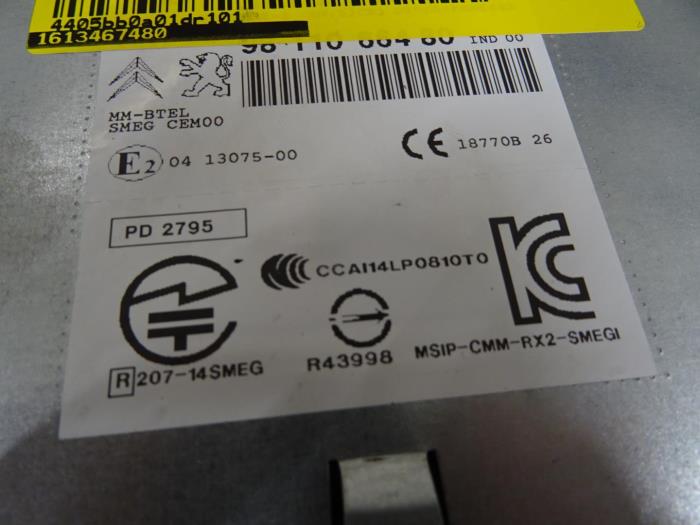 4405bb0a01dr101
1613467480
IND 00
MM-BTEL
SMEG CEM00
E2 04 13075-00
CE 18770B 26
PD 2795
CCAI14LP0810T0
R 207-14SMEG
R43998
MSIP-CMM-RX2-SMEGI